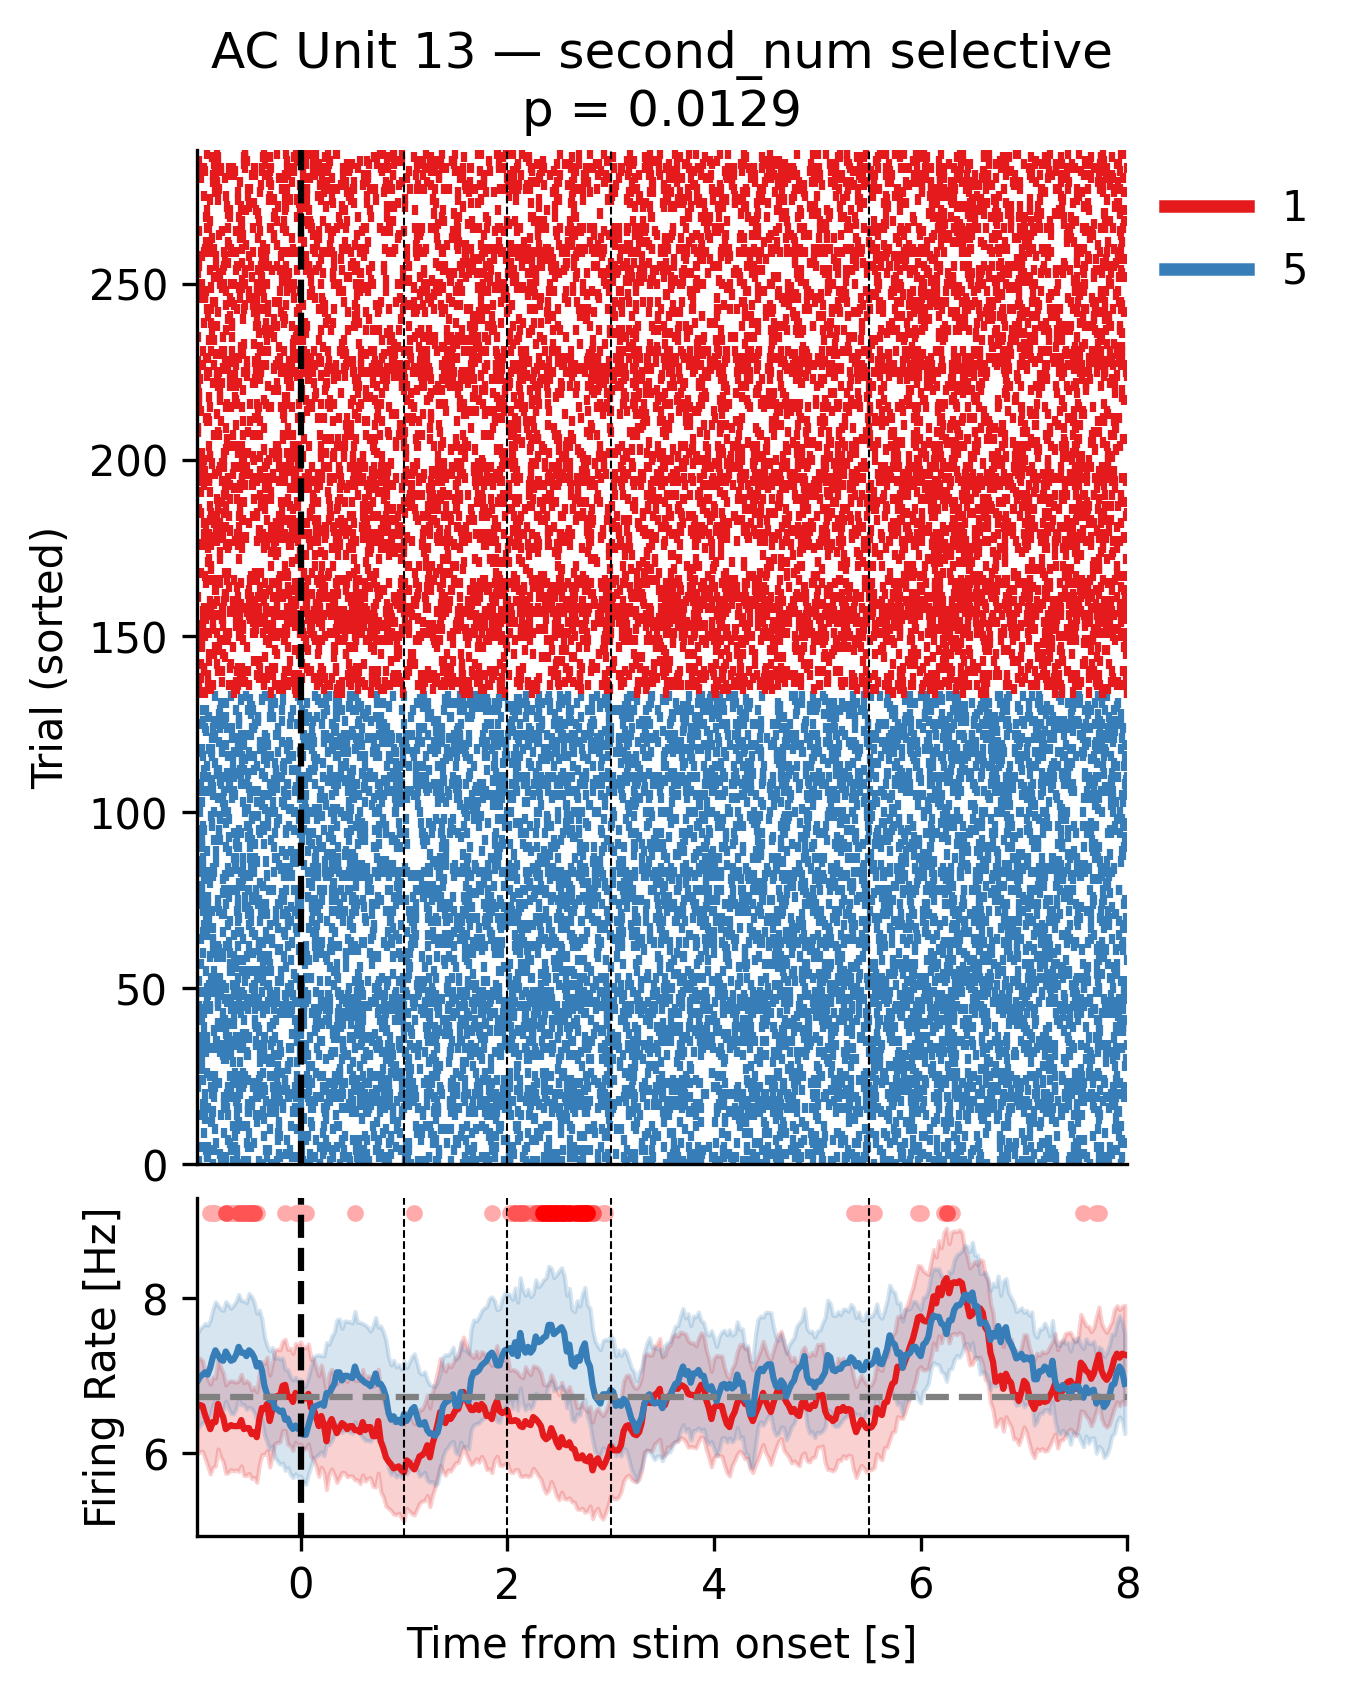 AC Unit 13 — second_num selective
p = 0.0129
1
5
Trial (sorted)
250
200
150
100
50
0
Firing Rate [Hz]
8
6
0 2 4 6 8
Time from stim onset [s]